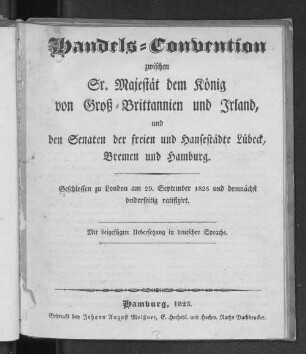 Handels-Convention
zwischen
Sr. Majestät dem König
von Groß-Brittannien und Irland,
und
den Senaten der freien und Hansestädte Lübeck,
Bremen und Hamburg.
Geschlossen zu London am 29. September 1825 und demnächst
beiderseitig ratifizirt.
Mit beigefügter Uebersetzung in deutscher Sprache.
Hamburg, 1825.
Gedruckt bey Johann August Meißner, E. Hochedl. und Hochw. Raths Buchdrucker.